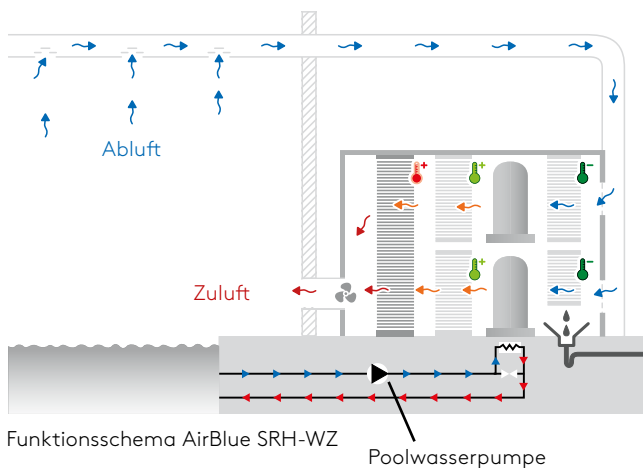 Abluft
Zuluft
Funktionsschema AirBlue SRH-WZ
Poolwasserpumpe